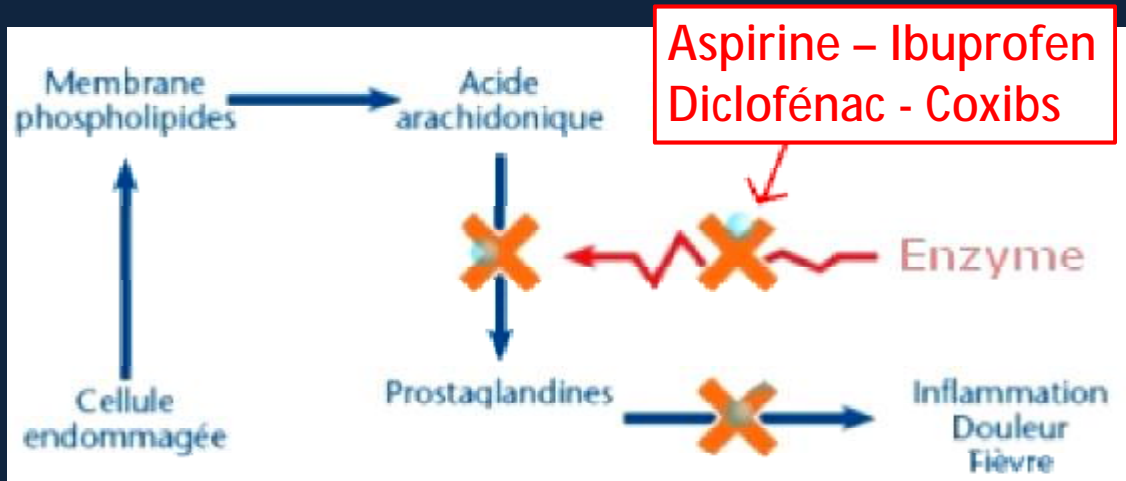 Aspirine – Ibuprofen
Diclofénac - Coxibs
Membrane
phospholipides
Acide
arachidonique
Enzyme
Cellule
endommagée
Prostaglandines
Inflammation
Douleur
Fièvre